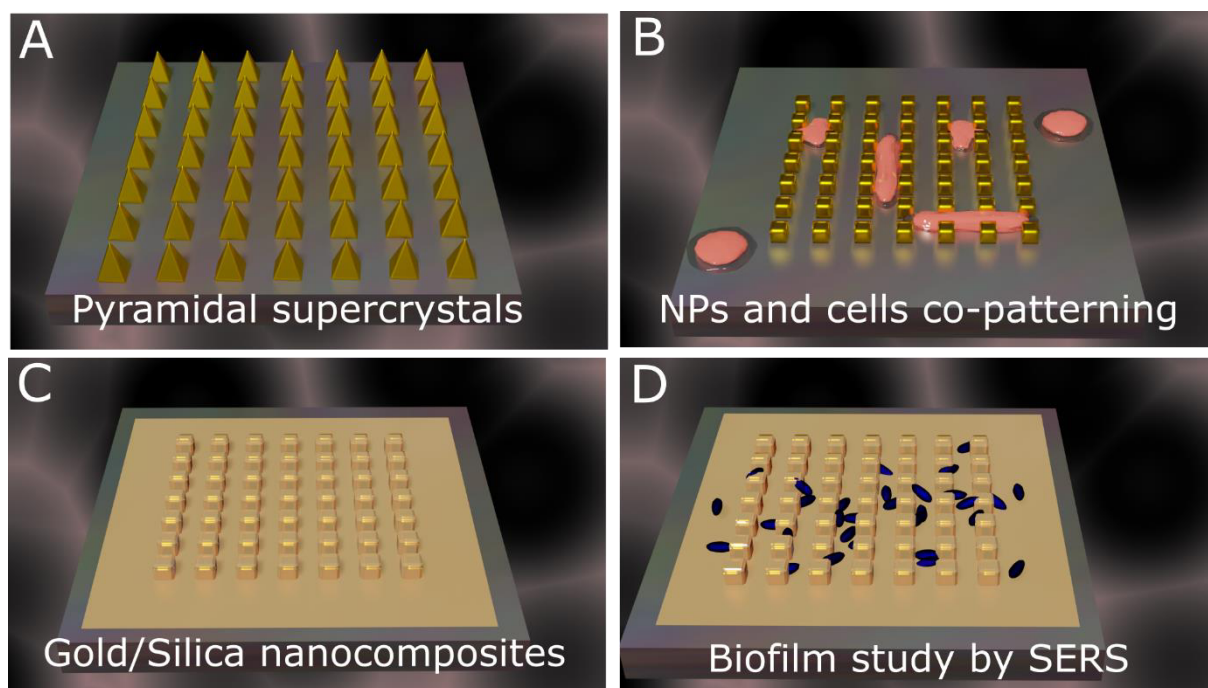 A
Pyramidal supercrystals
B
NPs and cells co-patterning
C
Gold/Silica nanocomposites
D
Biofilm study by SERS